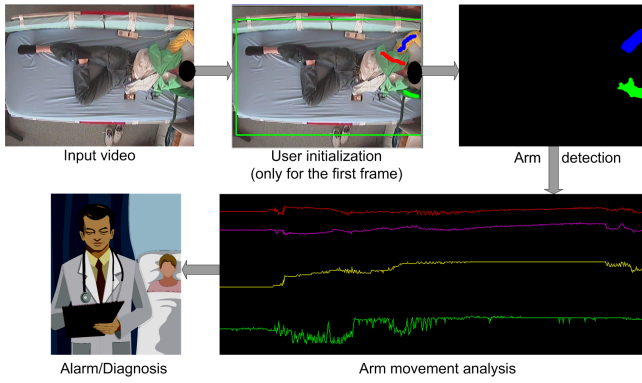 Input video
User initialization
(only for the first frame)
Arm detection
Alarm/Diagnosis
Arm movement analysis